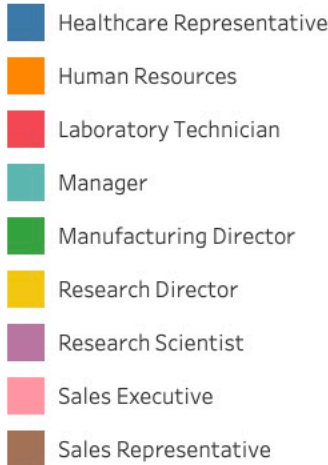 Healthcare Representative
Human Resources
Laboratory Technician
Manager
Manufacturing Director
Research Director
Research Scientist
Sales Executive
Sales Representative